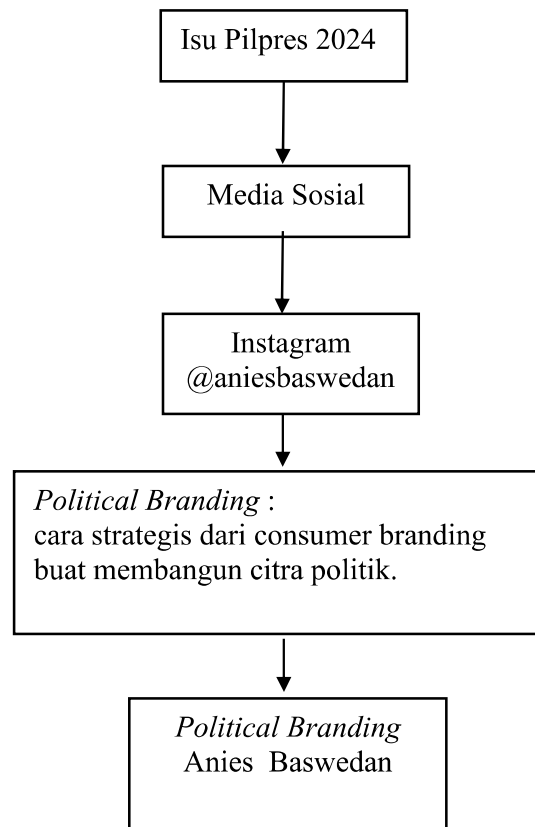 Isu Pilpres 2024
Media Sosial
Instagram
@aniesbaswedan
Political Branding :
cara strategis dari consumer branding
buat membangun citra politik.
Political Branding
Anies  Baswedan